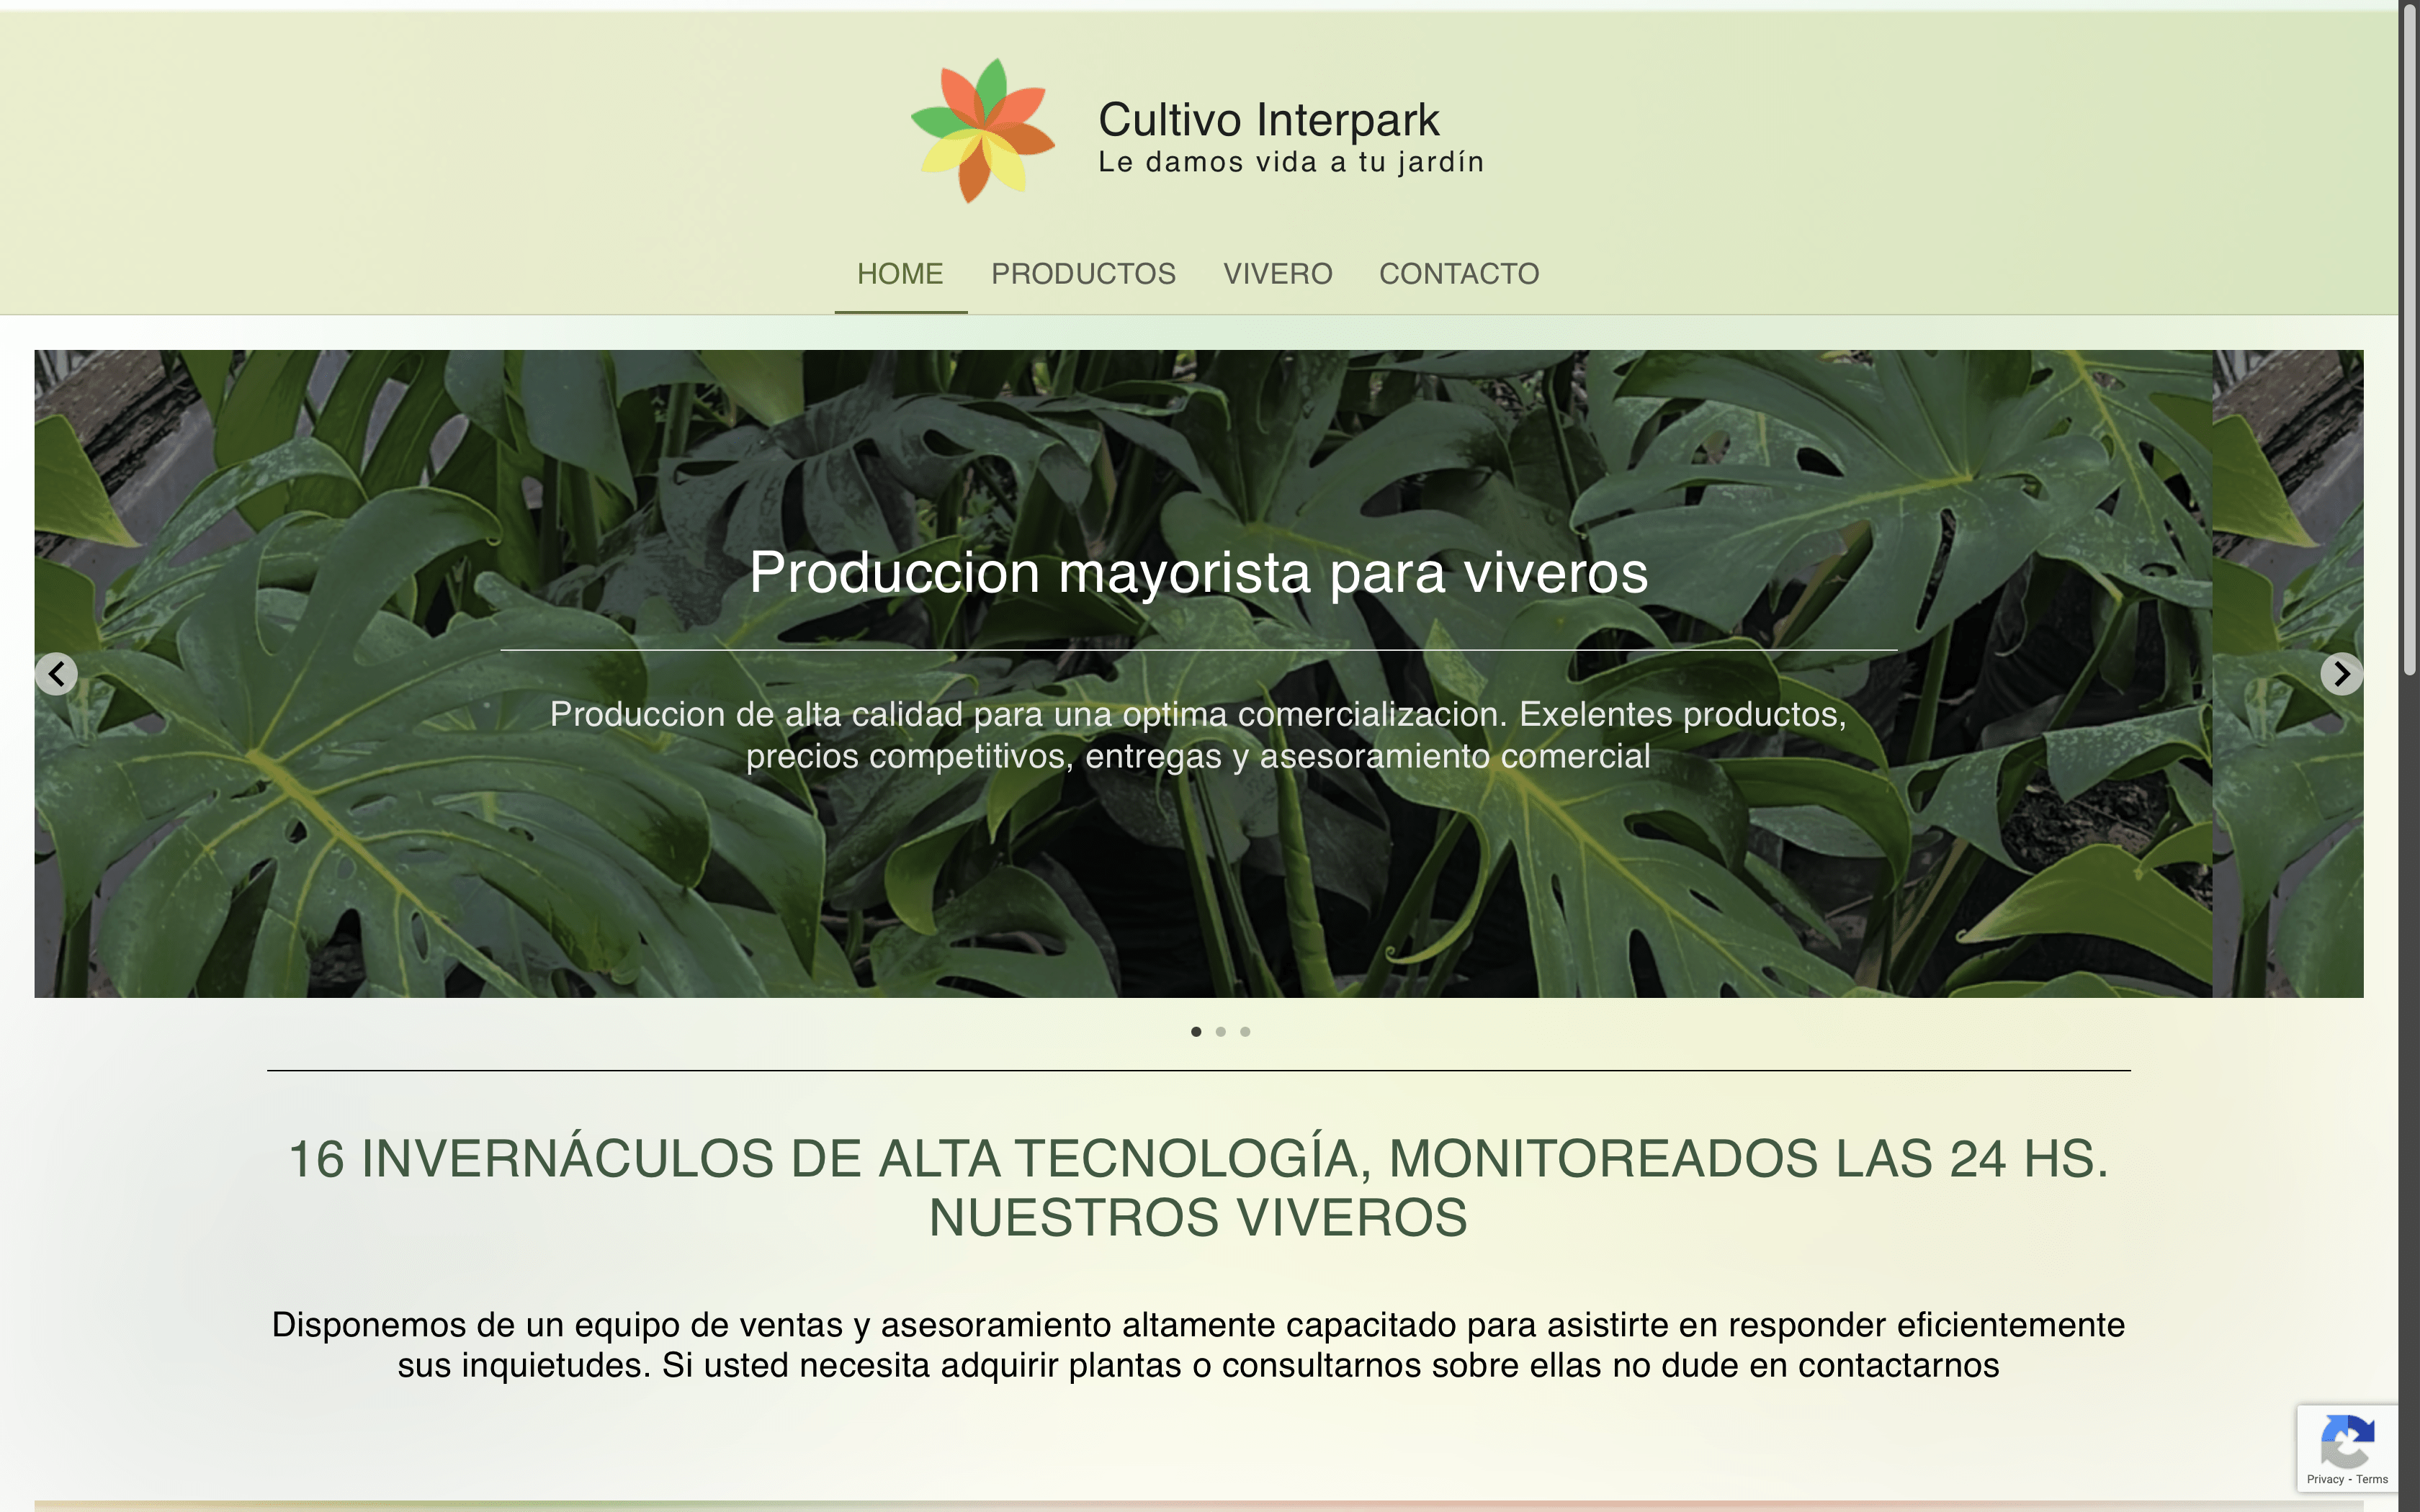 Cultivo Interpark
Le damos vida a tu jardín
HOME PRODUCTOS VIVERO CONTACTO
Produccion mayorista para viveros
Produccion de alta calidad para una optima comercializacion. Exelentes productos,
precios competitivos, entregas y asesoramiento comercial
16 INVERNÁCULOS DE ALTA TECNOLOGÍA, MONITOREADOS LAS 24 HS.
NUESTROS VIVEROS
Disponemos de un equipo de ventas y asesoramiento altamente capacitado para asistirte en responder eficientemente
sus inquietudes. Si usted necesita adquirir plantas o consultarnos sobre ellas no dude en contactarnos
Privacy - Terms